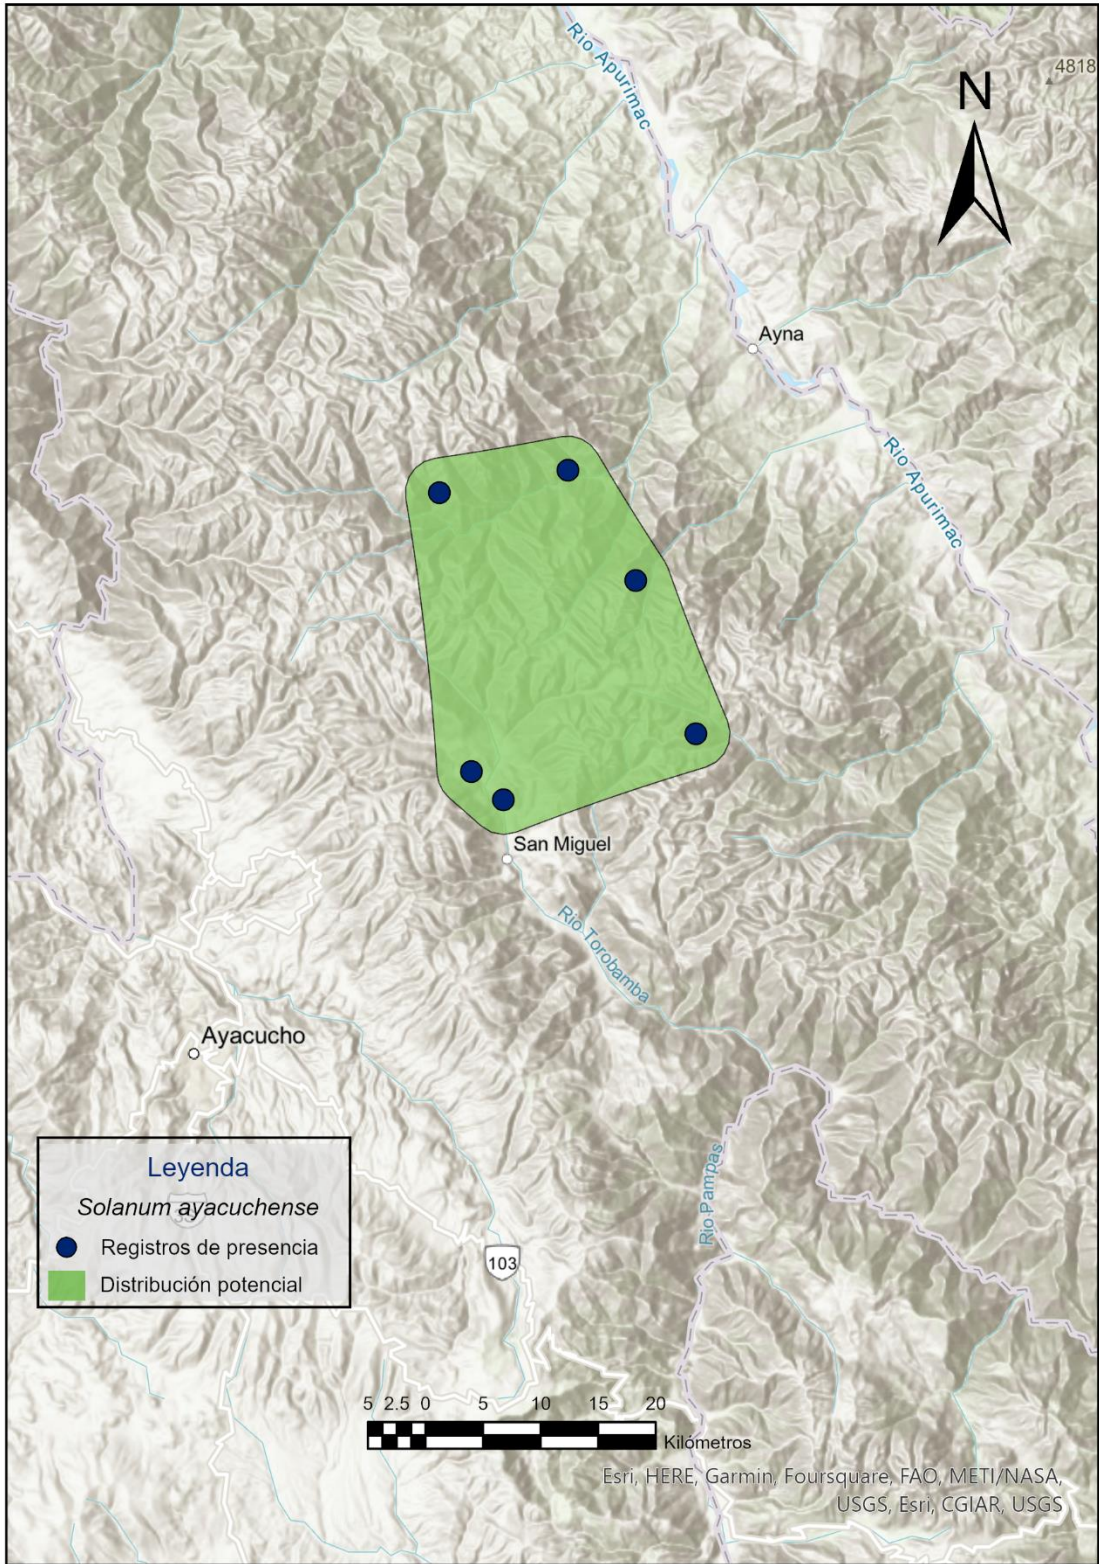 Rio Apurimac
4818
N
Ayna
Rio Apurimac
San Miguel
Rio Torobamba
Ayacucho
Rio Pampas
Leyenda
Solanum ayacuchense
Registros de presencia
Distribución potencial
103
5 2.5 0 5 10 15 20
Kilómetros
Esri, HERE, Garmin, Foursquare, FAO, METI/NASA,
USGS, Esri, CGIAR, USGS